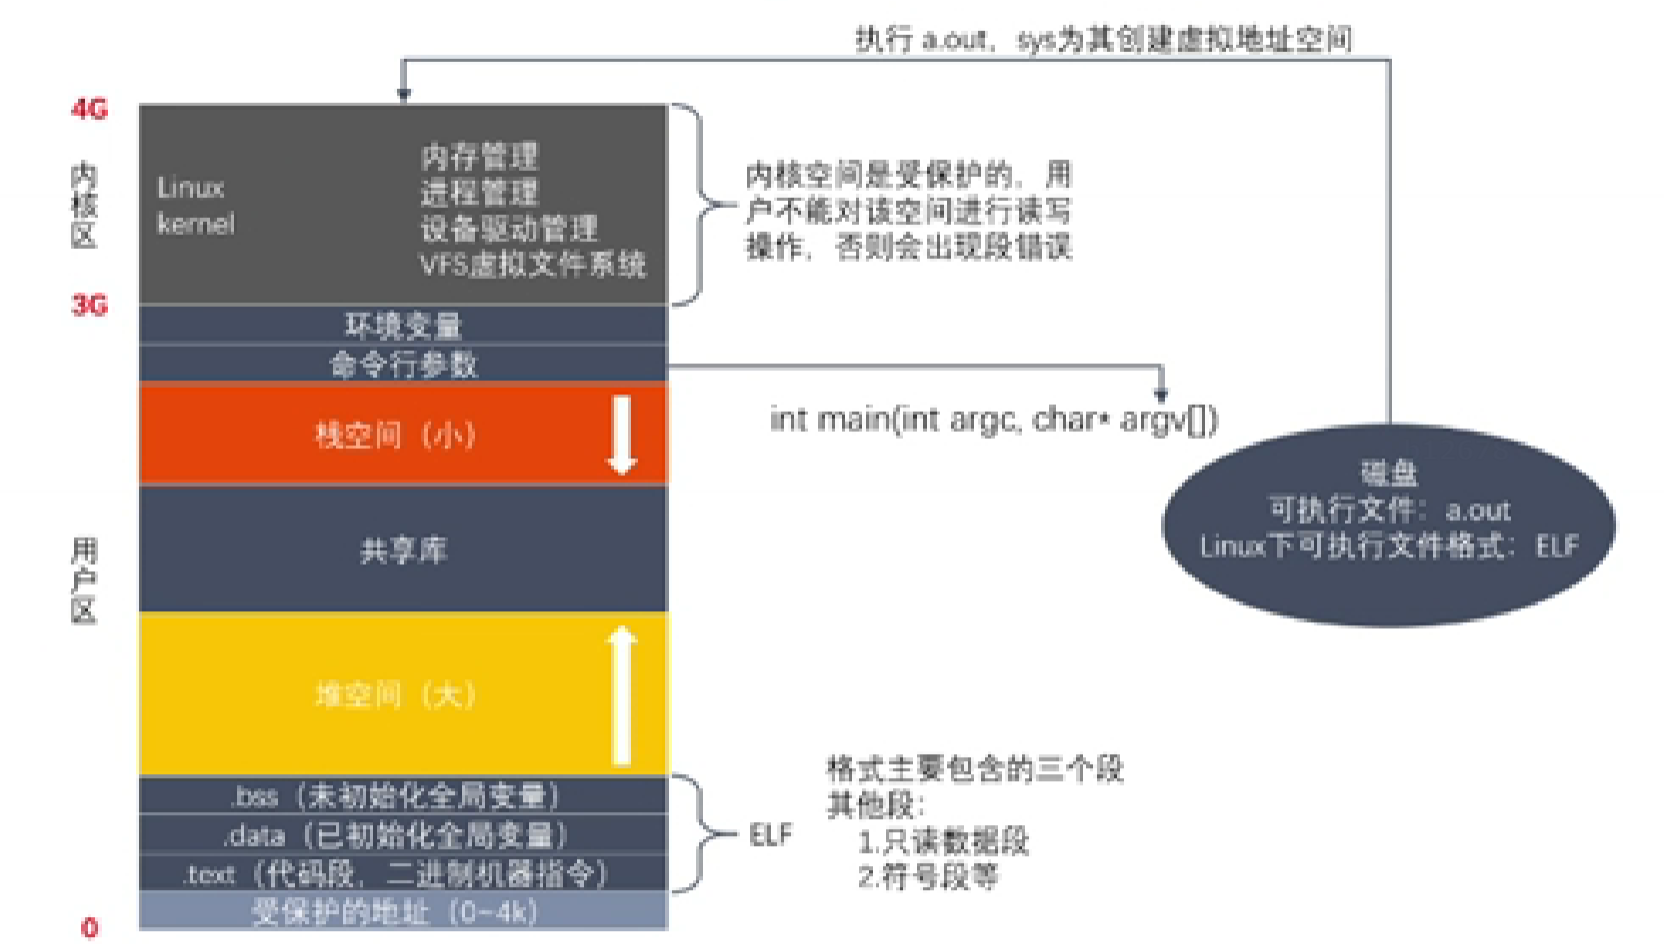 执行 a.out，sys为其创建虚拟地址空间
4G
内核区
Linux
kernel
内存管理
进程管理
设备驱动管理
VFS虚拟文件系统
内核空间是受保护的，用
户不能对该空间进行读写
操作，否则会出现段错误
3G
环境变量
命令行参数
int main(int argc, char* argv[])
栈空间（小）
磁盘
可执行文件：a.out
Linux下可执行文件格式：ELF
共享库
用户区
堆空间（大）
.bss（未初始化全局变量）
.data（已初始化全局变量）
.text（代码段，二进制机器指令）
ELF
格式主要包含的三个段
其他段：
1.只读数据段
2.符号段等
受保护的地址（0~4k）
0